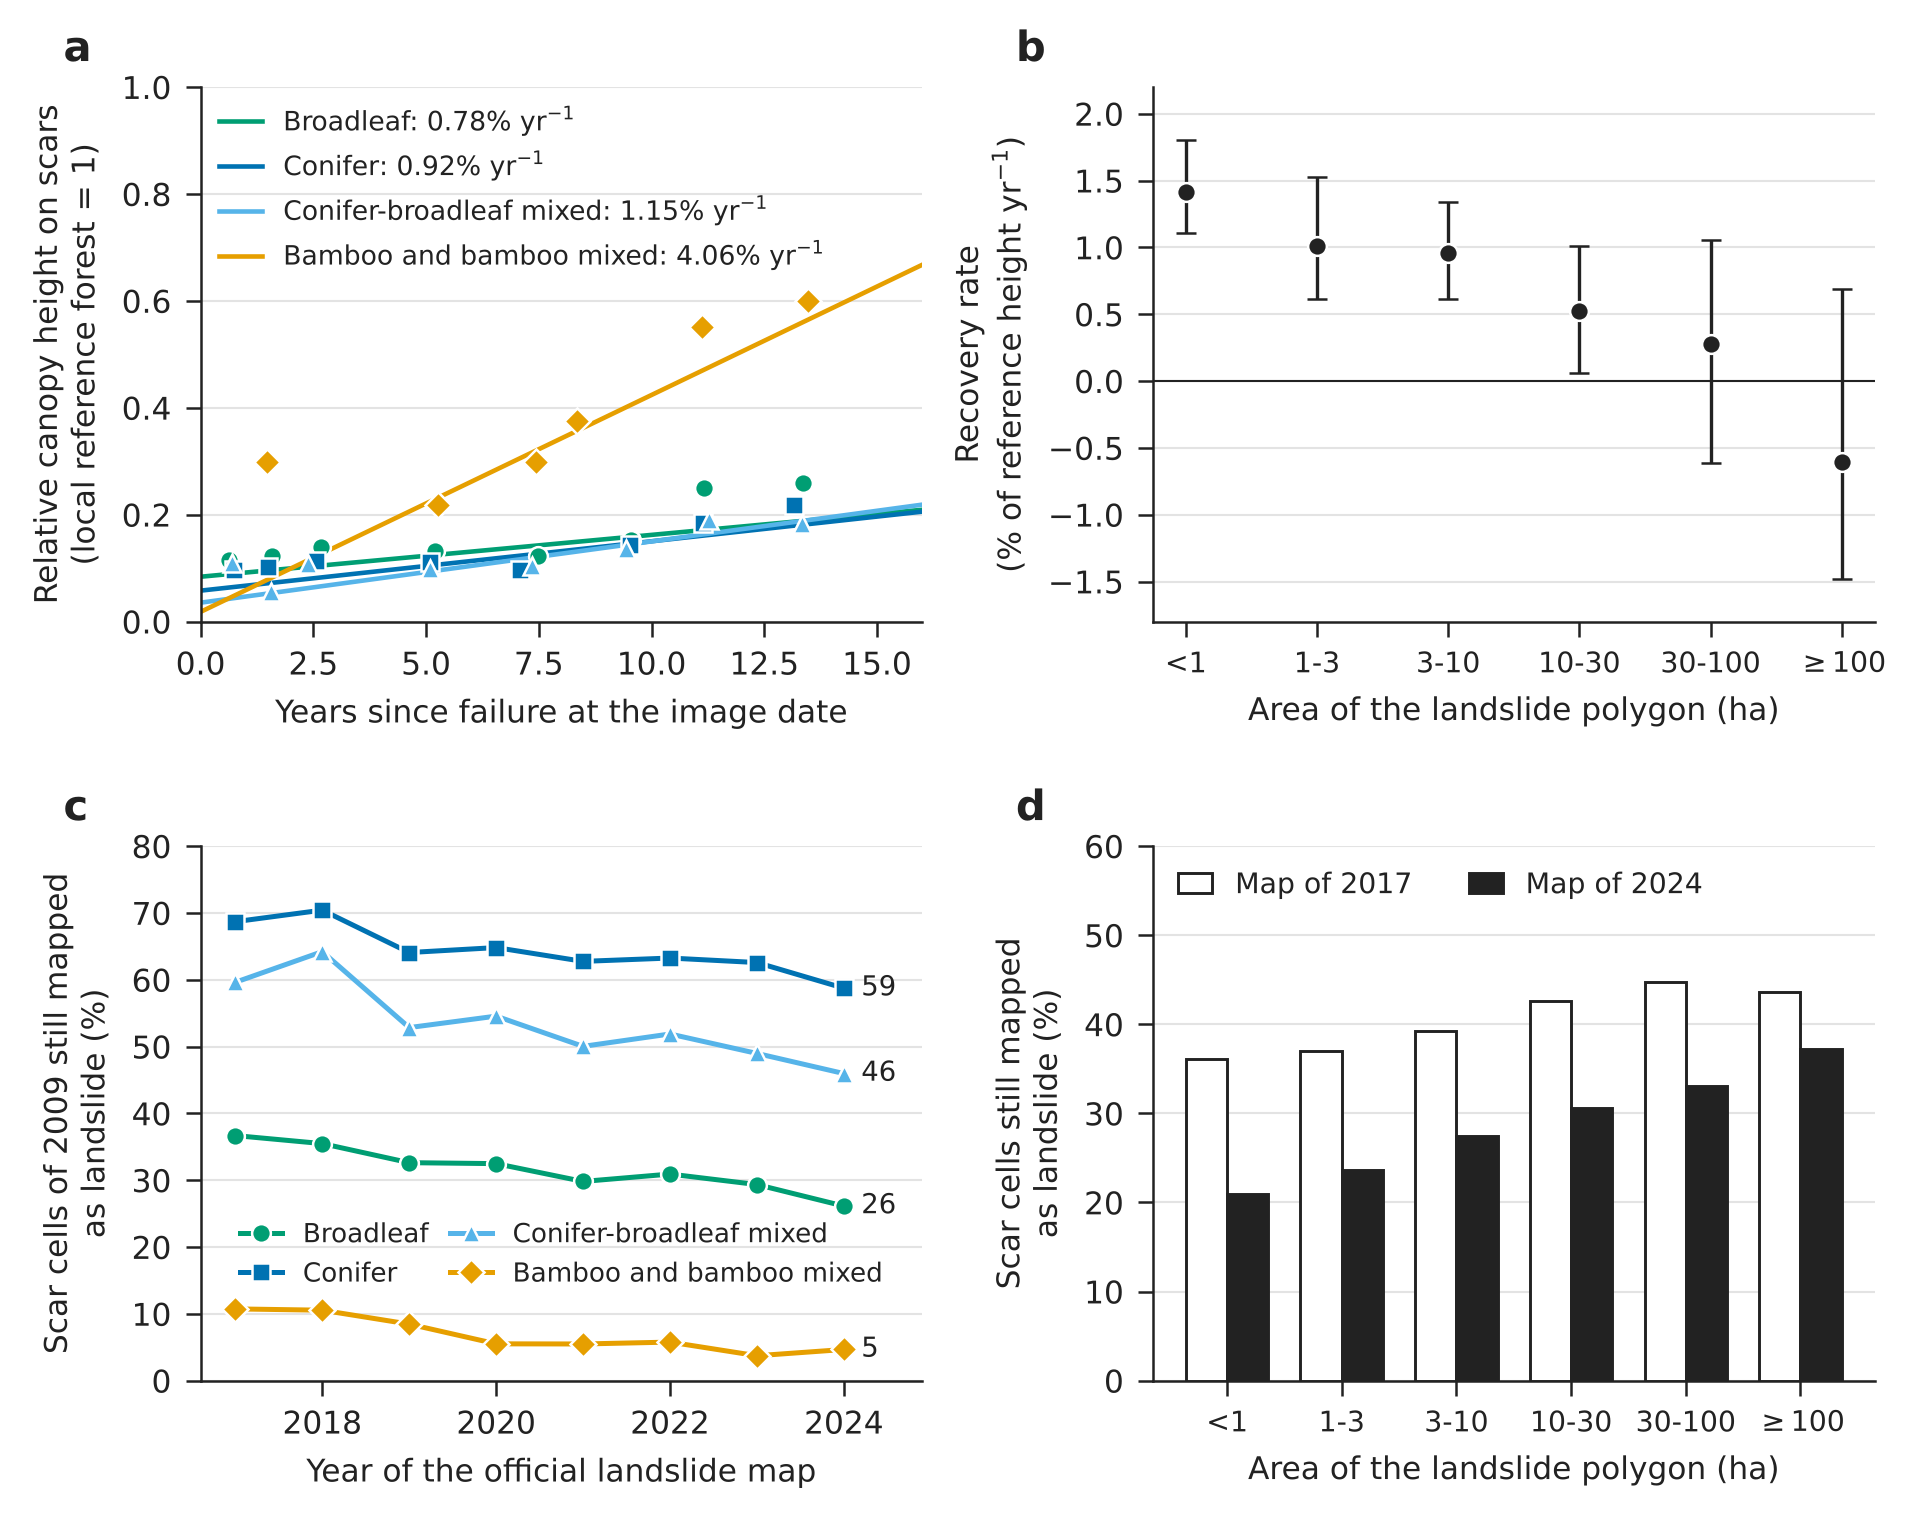 a
1.0
0.8
0.6
0.4
0.2
0.0
Relative canopy height on scars
(local reference forest = 1)
Broadleaf: 0.78% yr⁻¹
Conifer: 0.92% yr⁻¹
Conifer-broadleaf mixed: 1.15% yr⁻¹
Bamboo and bamboo mixed: 4.06% yr⁻¹
0.0 2.5 5.0 7.5 10.0 12.5 15.0
Years since failure at the image date
b
2.0
1.5
1.0
0.5
0.0
−0.5
−1.0
−1.5
Recovery rate
(% of reference height yr⁻¹)
<1 1-3 3-10 10-30 30-100 ≥100
Area of the landslide polygon (ha)
c
80
70
60
50
40
30
20
10
0
Scar cells of 2009 still mapped
as landslide (%)
59
46
26
5
Broadleaf Conifer-broadleaf mixed
Conifer Bamboo and bamboo mixed
2018 2020 2022 2024
Year of the official landslide map
d
60
50
40
30
20
10
0
Scar cells still mapped
as landslide (%)
Map of 2017 Map of 2024
<1 1-3 3-10 10-30 30-100 ≥100
Area of the landslide polygon (ha)